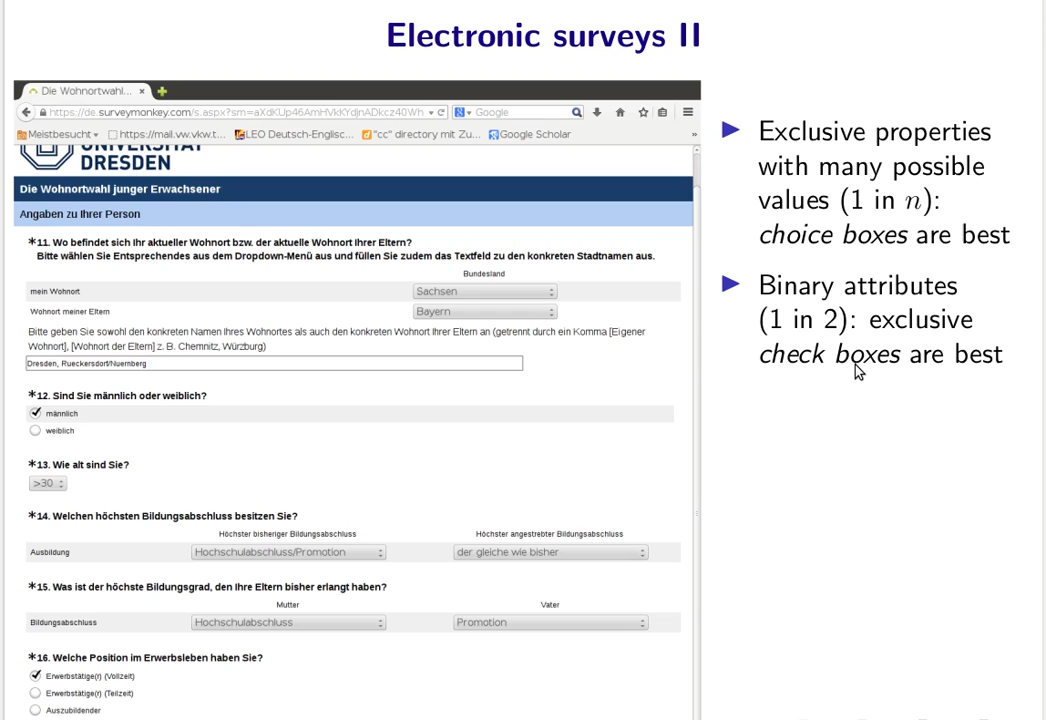 Electronic surveys II
Die Wohnortwahl...
https://de.surveymonkey.com/s.aspx?sm=aXdKUp46AmHVkKYdjnADkcz40Wh
Google
Meistbesucht
https://mail.vw.vkw.t...
LEO Deutsch-Englisc...
"cc" directory mit Zu...
Google Scholar
»
UNIVERSITÄT
DRESDEN
Die Wohnortwahl junger Erwachsener
Angaben zu Ihrer Person
*11. Wo befindet sich Ihr aktueller Wohnort bzw. der aktuelle Wohnort Ihrer Eltern?
Bitte wählen Sie Entsprechendes aus dem Dropdown-Menü aus und füllen Sie zudem das Textfeld zu den konkreten Stadtnamen aus.
Bundesland
mein Wohnort Sachsen
Wohnort meiner Eltern Bayern
Bitte geben Sie sowohl den konkreten Namen Ihres Wohnortes als auch den konkreten Wohnort Ihrer Eltern an (getrennt durch ein Komma [Eigener
Wohnort], [Wohnort der Eltern] z. B. Chemnitz, Würzburg)
Dresden, Rueckersdorf/Nuernberg
*12. Sind Sie männlich oder weiblich?
männlich
weiblich
*13. Wie alt sind Sie?
>30
*14. Welchen höchsten Bildungsabschluss besitzen Sie?
Höchster bisheriger Bildungsabschluss Höchster angestrebter Bildungsabschluss
Ausbildung Hochschulabschluss/Promotion der gleiche wie bisher
*15. Was ist der höchste Bildungsgrad, den Ihre Eltern bisher erlangt haben?
Mutter Vater
Bildungsabschluss Hochschulabschluss Promotion
*16. Welche Position im Erwerbsleben haben Sie?
Erwerbstätige(r) (Vollzeit)
Erwerbstätige(r) (Teilzeit)
Auszubildender
Exclusive properties
with many possible
values (1 in n):
choice boxes are best
Binary attributes
(1 in 2): exclusive
check boxes are best